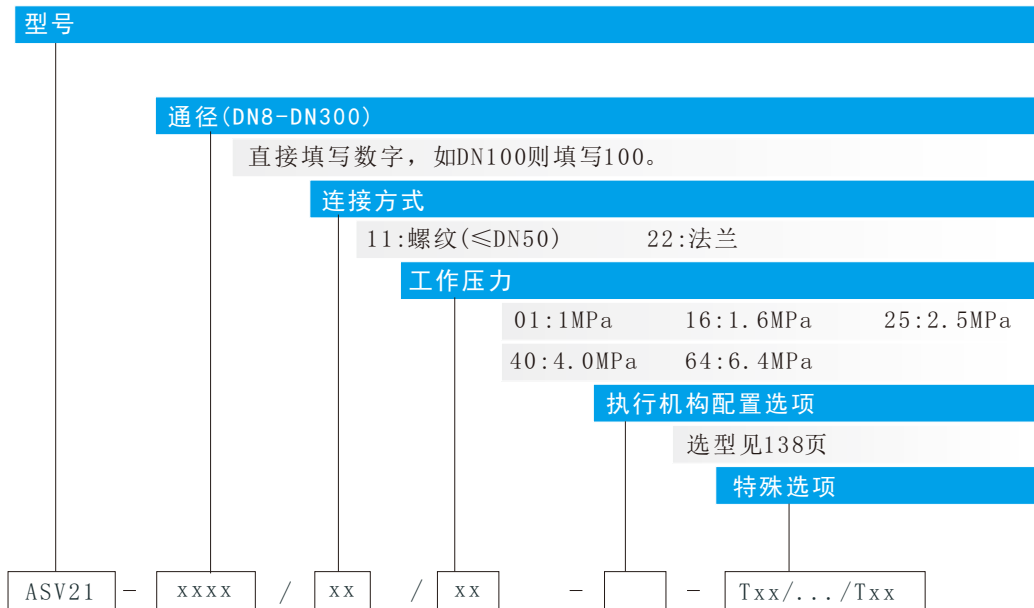 型号
通径(DN8-DN300)
直接填写数字，如DN100则填写100。
连接方式
11:螺纹(≤DN50) 22:法兰
工作压力
01:1MPa 16:1.6MPa 25:2.5MPa
40:4.0MPa 64:6.4MPa
执行机构配置选项
选型见138页
特殊选项
ASV21 - xxxx / xx / xx - - Txx/.../Txx